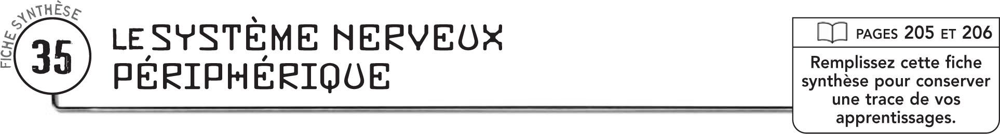 FICHE SYNTHÈSE
35
LE SYSTÈME NERVEUX
PÉRIPHÉRIQUE
PAGES 205 ET 206
Remplissez cette fiche
synthèse pour conserver
une trace de vos
apprentissages.